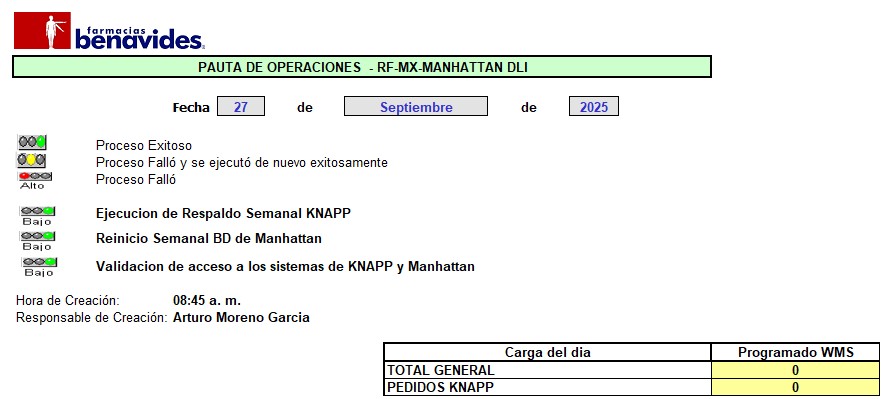 farmacias
benavides
PAUTA DE OPERACIONES - RF-MX-MANHATTAN DLI
Fecha 27 de Septiembre de 2025
Proceso Exitoso
Proceso Falló y se ejecutó de nuevo exitosamente
Alto Proceso Falló
Bajo Ejecucion de Respaldo Semanal KNAPP
Bajo Reinicio Semanal BD de Manhattan
Bajo Validacion de acceso a los sistemas de KNAPP y Manhattan
Hora de Creación: 08:45 a. m.
Responsable de Creación: Arturo Moreno Garcia
Carga del dia Programado WMS
TOTAL GENERAL 0
PEDIDOS KNAPP 0